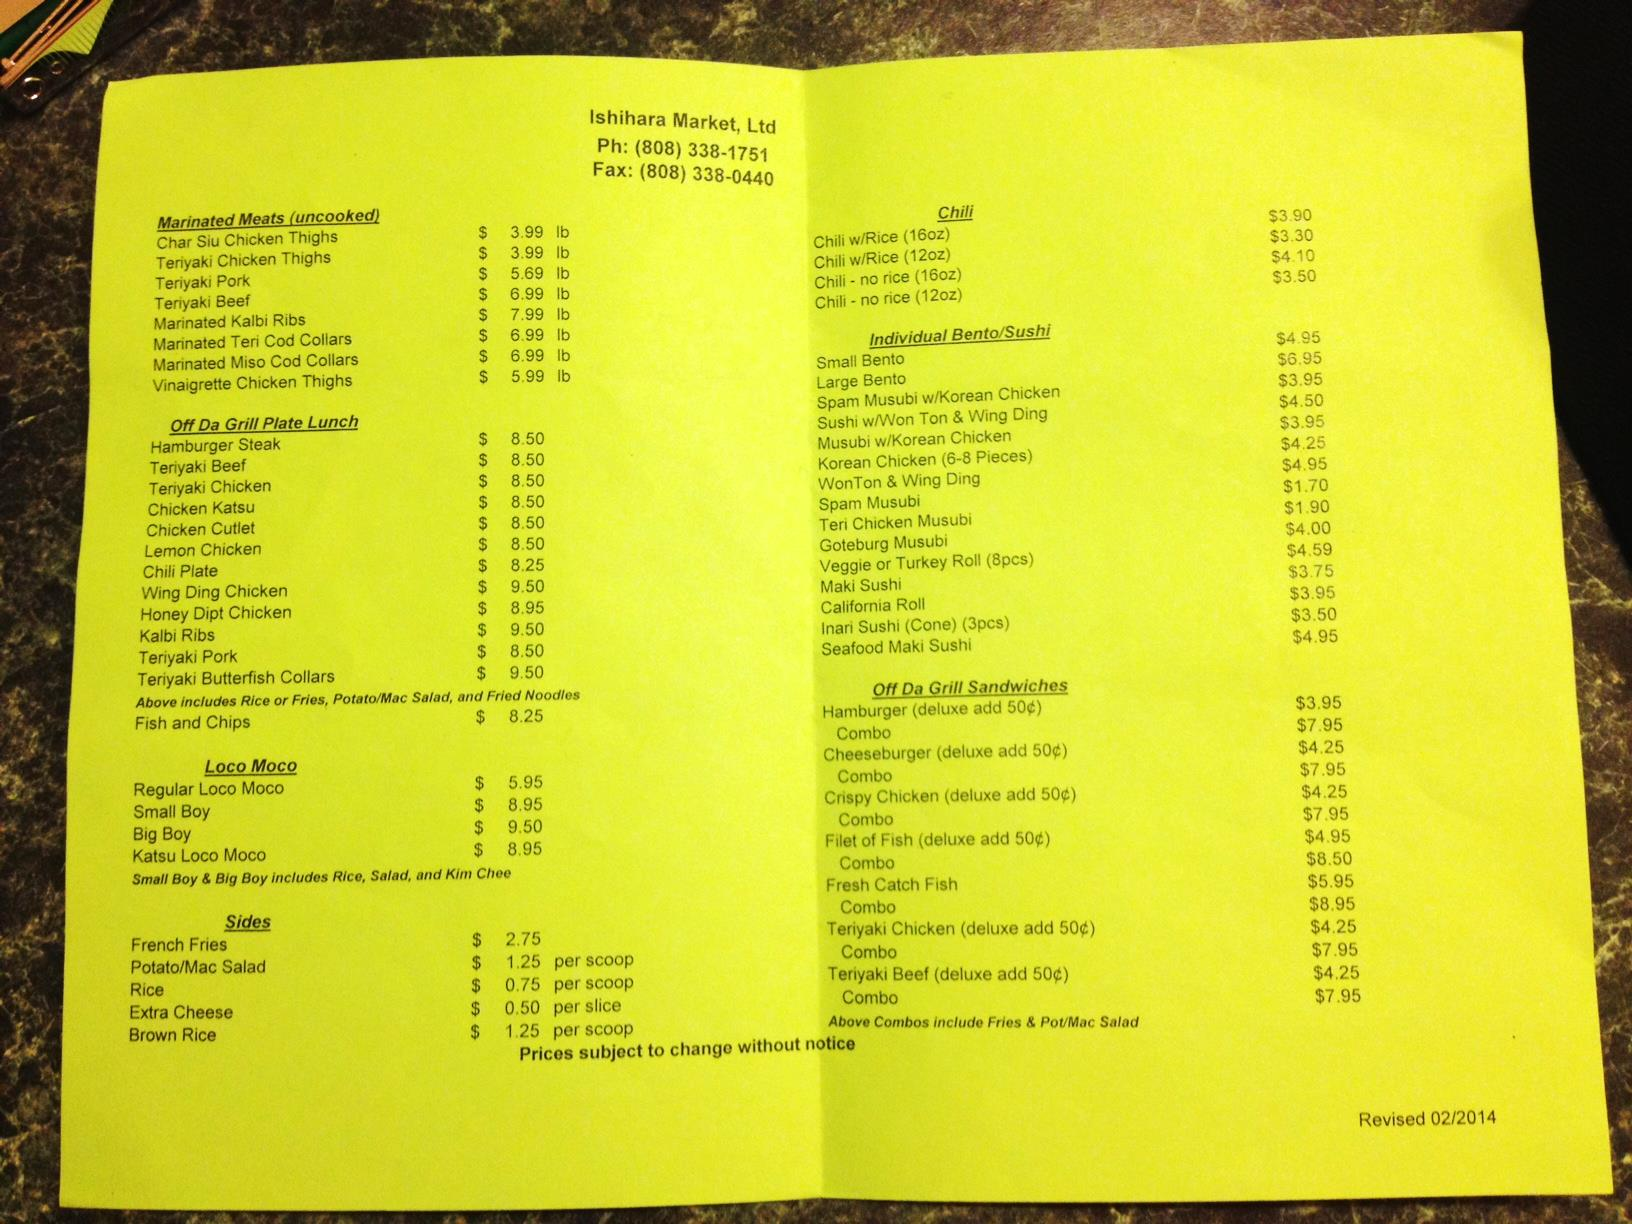 Ishihara Market, Ltd
Ph: (808) 338-1751
Fax: (808) 338-0440
Marinated Meats (uncooked)
Char Siu Chicken Thighs $ 3.99 lb
Teriyaki Chicken Thighs $ 3.99 lb
Teriyaki Pork $ 5.69 lb
Teriyaki Beef $ 6.99 lb
Marinated Kalbi Ribs $ 7.99 lb
Marinated Teri Cod Collars $ 6.99 lb
Marinated Miso Cod Collars $ 6.99 lb
Vinaigrette Chicken Thighs $ 5.99 lb
Off Da Grill Plate Lunch
Hamburger Steak $ 8.50
Teriyaki Beef $ 8.50
Teriyaki Chicken $ 8.50
Chicken Katsu $ 8.50
Chicken Cutlet $ 8.50
Lemon Chicken $ 8.50
Chili Plate $ 8.25
Wing Ding Chicken $ 9.50
Honey Dipt Chicken $ 8.95
Kalbi Ribs $ 9.50
Teriyaki Pork $ 8.50
Teriyaki Butterfish Collars $ 9.50
Above includes Rice or Fries, Potato/Mac Salad, and Fried Noodles
Fish and Chips $ 8.25
Loco Moco
Regular Loco Moco $ 5.95
Small Boy $ 8.95
Big Boy $ 9.50
Katsu Loco Moco $ 8.95
Small Boy & Big Boy includes Rice, Salad, and Kim Chee
Sides
French Fries $ 2.75
Potato/Mac Salad $ 1.25 per scoop
Rice $ 0.75 per scoop
Extra Cheese $ 0.50 per slice
Brown Rice $ 1.25 per scoop
Prices subject to change without notice
Chili
Chili w/Rice (16oz) $3.90
Chili w/Rice (12oz) $3.30
Chili - no rice (16oz) $4.10
Chili - no rice (12oz) $3.50
Individual Bento/Sushi
Small Bento $4.95
Large Bento $6.95
Spam Musubi w/Korean Chicken $3.95
Sushi w/Won Ton & Wing Ding $4.50
Musubi w/Korean Chicken $3.95
Korean Chicken (6-8 Pieces) $4.25
WonTon & Wing Ding $4.95
Spam Musubi $1.70
Teri Chicken Musubi $1.90
Goteburg Musubi $4.00
Veggie or Turkey Roll (8pcs) $4.59
Maki Sushi $3.75
California Roll $3.95
Inari Sushi (Cone) (3pcs) $3.50
Seafood Maki Sushi $4.95
Off Da Grill Sandwiches
Hamburger (deluxe add 50¢) $3.95
Combo $7.95
Cheeseburger (deluxe add 50¢) $4.25
Combo $7.95
Crispy Chicken (deluxe add 50¢) $4.25
Combo $7.95
Filet of Fish (deluxe add 50¢) $4.95
Combo $8.50
Fresh Catch Fish $5.95
Combo $8.95
Teriyaki Chicken (deluxe add 50¢) $4.25
Combo $7.95
Teriyaki Beef (deluxe add 50¢) $4.25
Combo $7.95
Above Combos include Fries & Pot/Mac Salad
Revised 02/2014